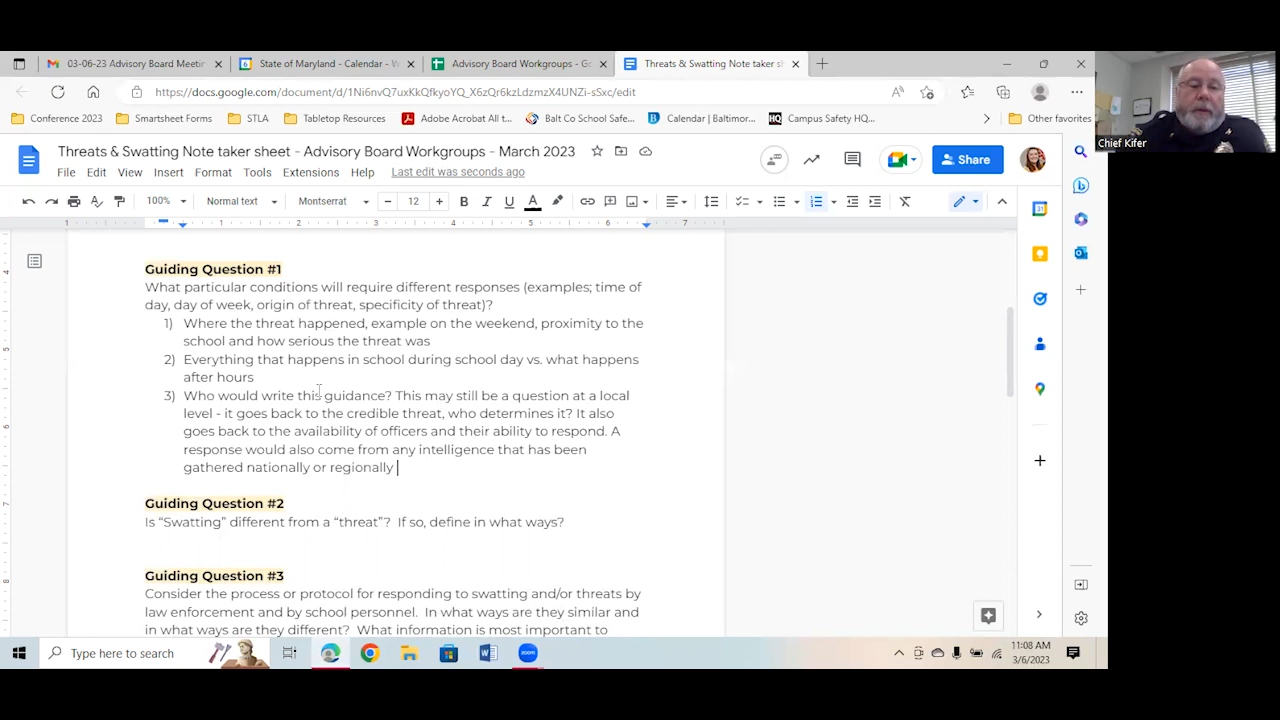 03-06-23 Advisory Board Meetin
State of Maryland - Calendar - W
Advisory Board Workgroups - Go
Threats & Swatting Note taker sh
https://docs.google.com/document/d/1Ni6nvQ7uxKkQfkyoYQ_X6zQr6kzLdzmzX4UNZi-sSxc/edit
Conference 2023
Smartsheet Forms
STLA
Tabletop Resources
Adobe Acrobat All t...
Balt Co School Safe...
Calendar | Baltimor...
Campus Safety HQ...
Other favorites
Chief Kifer
Threats & Swatting Note taker sheet - Advisory Board Workgroups - March 2023
File Edit View Insert Format Tools Extensions Help Last edit was seconds ago
Share
100% Normal text Montserrat 12 B I U A
1 1 2 3 4 5 6 7
Guiding Question #1
What particular conditions will require different responses (examples; time of
day, day of week, origin of threat, specificity of threat)?
1) Where the threat happened, example on the weekend, proximity to the
school and how serious the threat was
2) Everything that happens in school during school day vs. what happens
after hours
3) Who would write this guidance? This may still be a question at a local
level - it goes back to the credible threat, who determines it? It also
goes back to the availability of officers and their ability to respond. A
response would also come from any intelligence that has been
gathered nationally or regionally
Guiding Question #2
Is “Swatting” different from a “threat”? If so, define in what ways?
Guiding Question #3
Consider the process or protocol for responding to swatting and/or threats by
law enforcement and by school personnel. In what ways are they similar and
in what ways are they different? What information is most important to
Type here to search
zoom
11:08 AM
3/6/2023